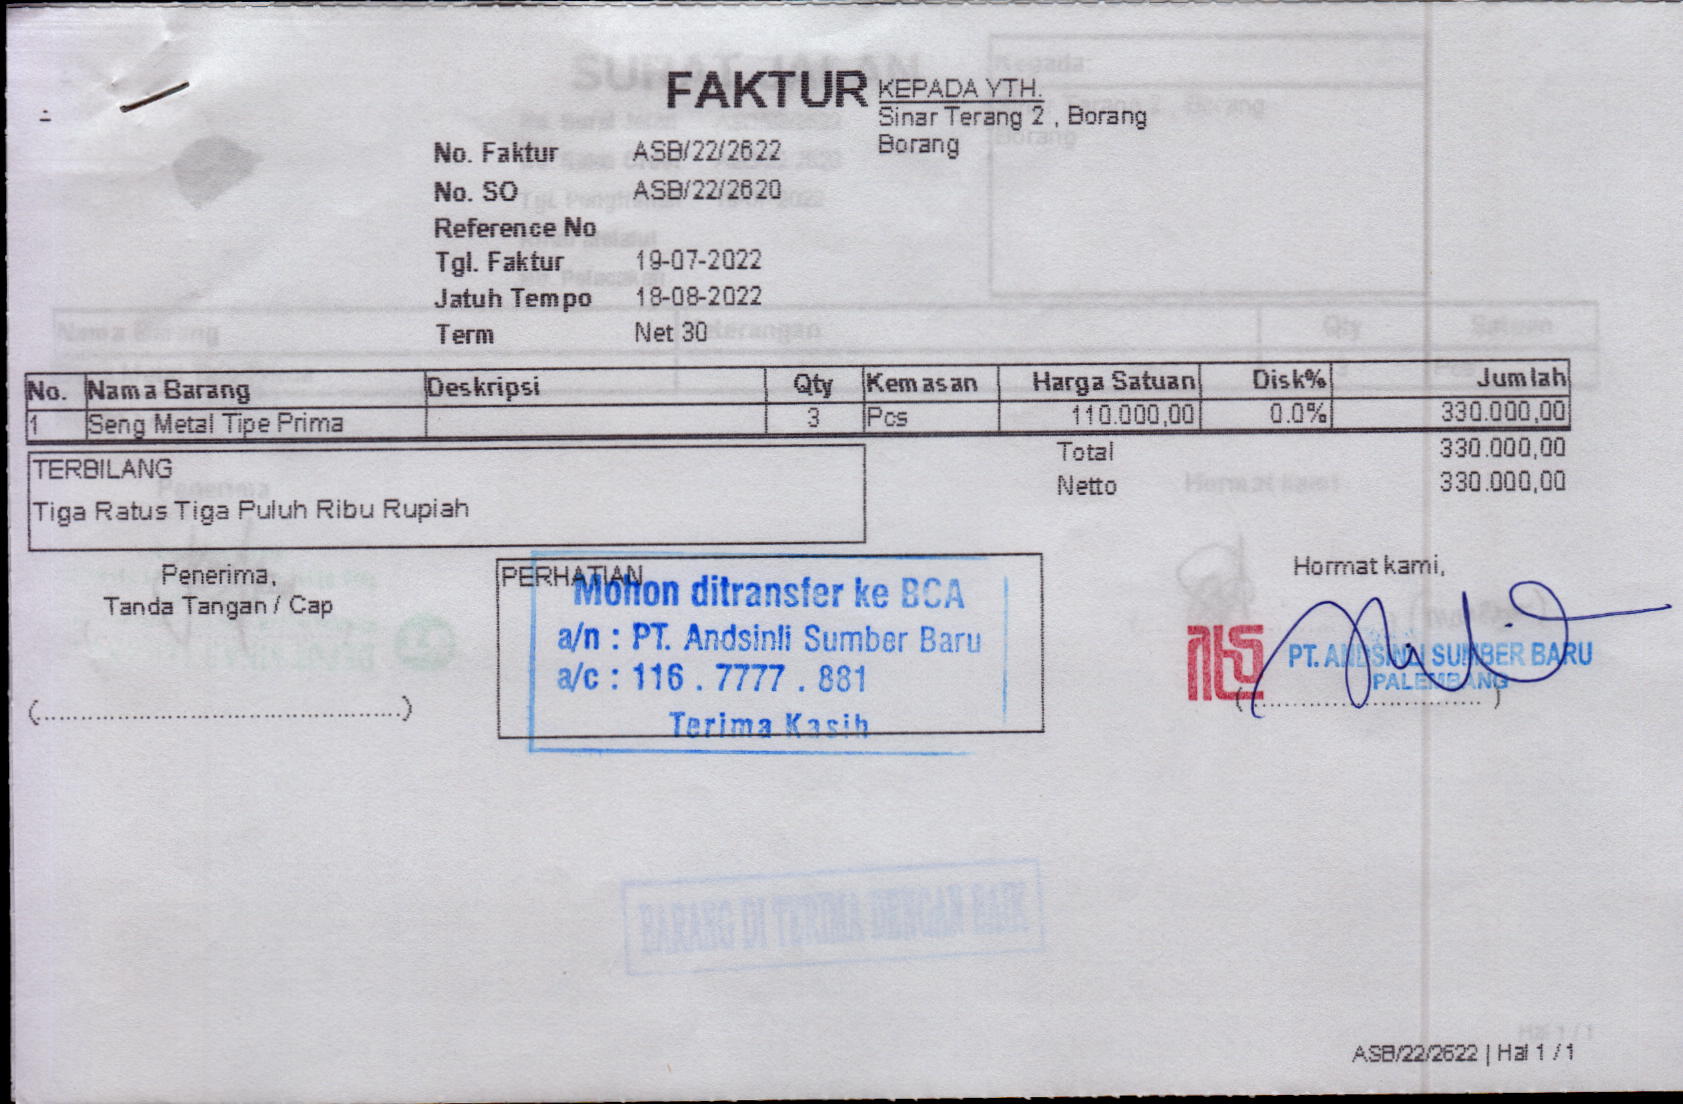 FAKTUR
KEPADA YTH.
Sinar Terang 2 , Borang
Borang
No. Faktur ASB/22/2622
No. SO ASB/22/2620
Reference No
Tgl. Faktur 19-07-2022
Jatuh Tempo 18-08-2022
Term Net 30
No. Nama Barang Deskripsi Qty Kemasan Harga Satuan Disk% Jumlah
1 Seng Metal Tipe Prima 3 Pcs 110.000,00 0.0% 330.000,00
Total 330.000,00
Netto 330.000,00
TERBILANG
Tiga Ratus Tiga Puluh Ribu Rupiah
Penerima,
Tanda Tangan / Cap
(................................................)
PERHATIAN
Mohon ditransfer ke BCA
a/n : PT. Andsinli Sumber Baru
a/c : 116 . 7777 . 881
Terima Kasih
Hormat kami,
PT. ANDSINLI SUMBER BARU
PALEMBANG
BARANG DI TERIMA DENGAN BAIK
ASB/22/2622 | Hal 1 / 1